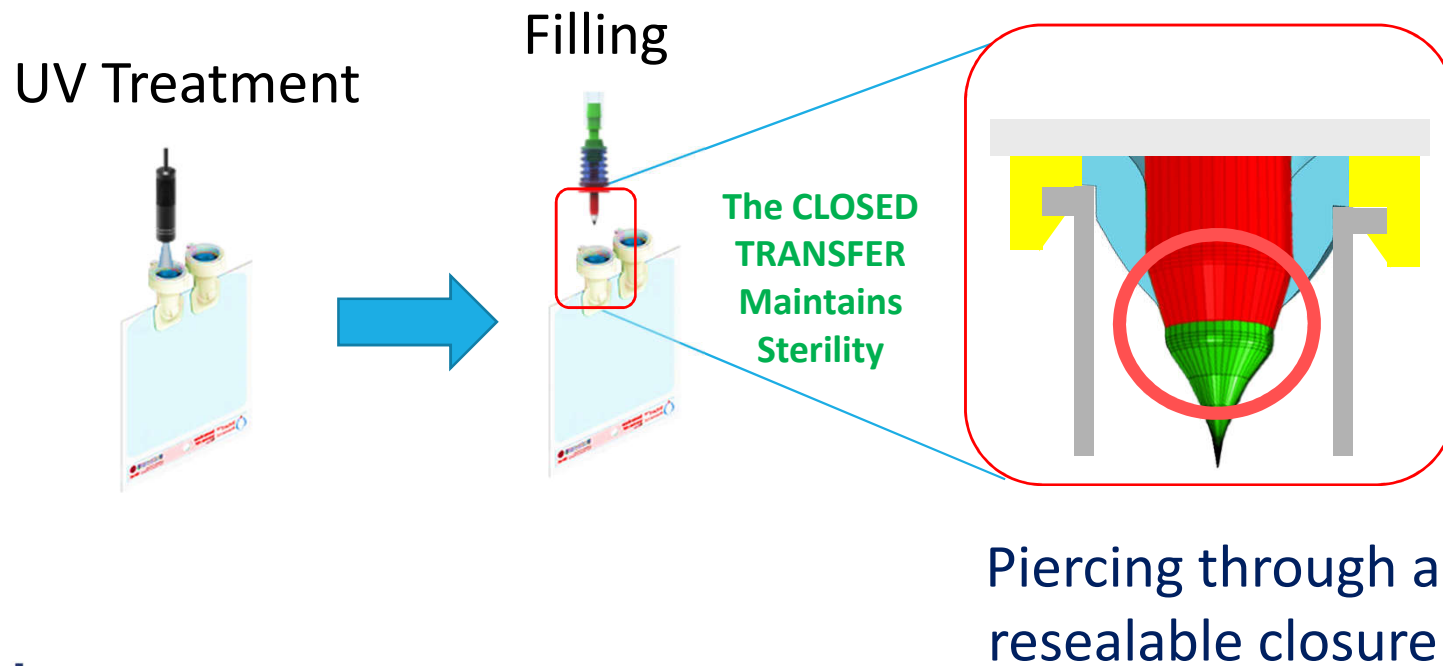 UV Treatment
Filling
The CLOSED
TRANSFER
Maintains
Sterility
Piercing through a
resealable closure